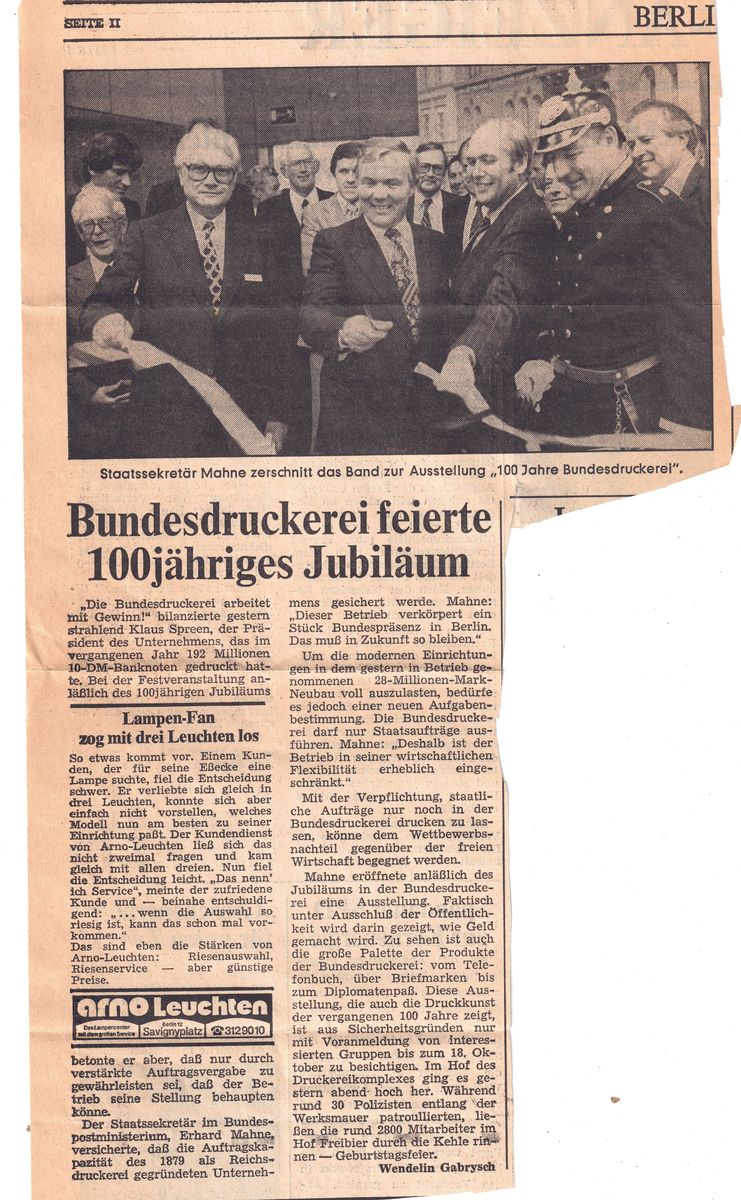 SEITE II
BERLI
Staatssekretär Mahne zerschnitt das Band zur Ausstellung „100 Jahre Bundesdruckerei“.
Bundesdruckerei feierte
100jähriges Jubiläum
„Die Bundesdruckerei arbeitet
mit Gewinn!“ bilanzierte gestern
strahlend Klaus Spreen, der Prä-
sident des Unternehmens, das im
vergangenen Jahr 192 Millionen
10-DM-Banknoten gedruckt hat-
te. Bei der Festveranstaltung an-
läßlich des 100jährigen Jubiläums
Lampen-Fan
zog mit drei Leuchten los
So etwas kommt vor. Einem Kun-
den, der für seine Eßecke eine
Lampe suchte, fiel die Entscheidung
schwer. Er verliebte sich gleich in
drei Leuchten, konnte sich aber
einfach nicht vorstellen, welches
Modell nun am besten zu seiner
Einrichtung paßt. Der Kundendienst
von Arno-Leuchten ließ sich das
nicht zweimal fragen und kam
gleich mit allen dreien. Nun fiel
die Entscheidung leicht. „Das nenn'
ich Service“, meinte der zufriedene
Kunde und — beinahe entschuldi-
gend: „...wenn die Auswahl so
riesig ist, kann das schon mal vor-
kommen.“
Das sind eben die Stärken von
Arno-Leuchten: Riesenauswahl,
Riesenservice — aber günstige
Preise.
arno Leuchten
Das Lampencenter
mit dem großen Service
Berlin 12
Savignyplatz
☎ 3129010
betonte er aber, daß nur durch
verstärkte Auftragsvergabe zu
gewährleisten sei, daß der Be-
trieb seine Stellung behaupten
könne.
Der Staatssekretär im Bundes-
postministerium, Erhard Mahne,
versicherte, daß die Auftragska-
pazität des 1879 als Reichs-
druckerei gegründeten Unterneh-
mens gesichert werde. Mahne:
„Dieser Betrieb verkörpert ein
Stück Bundespräsenz in Berlin.
Das muß in Zukunft so bleiben.“
Um die modernen Einrichtun-
gen in dem gestern in Betrieb ge-
nommenen 28-Millionen-Mark-
Neubau voll auszulasten, bedürfe
es jedoch einer neuen Aufgaben-
bestimmung. Die Bundesdrucke-
rei darf nur Staatsaufträge aus-
führen. Mahne: „Deshalb ist der
Betrieb in seiner wirtschaftlichen
Flexibilität erheblich einge-
schränkt.“
Mit der Verpflichtung, staatli-
che Aufträge nur noch in der
Bundesdruckerei drucken zu las-
sen, könne dem Wettbewerbs-
nachteil gegenüber der freien
Wirtschaft begegnet werden.
Mahne eröffnete anläßlich des
Jubiläums in der Bundesdrucke-
rei eine Ausstellung. Faktisch
unter Ausschluß der Öffentlich-
keit wird darin gezeigt, wie Geld
gemacht wird. Zu sehen ist auch
die große Palette der Produkte
der Bundesdruckerei: vom Tele-
fonbuch, über Briefmarken bis
zum Diplomatenpaß. Diese Aus-
stellung, die auch die Druckkunst
der vergangenen 100 Jahre zeigt,
ist aus Sicherheitsgründen nur
mit Voranmeldung von interes-
sierten Gruppen bis zum 18. Ok-
tober zu besichtigen. Im Hof des
Druckereikomplexes ging es ge-
stern abend hoch her. Während
rund 30 Polizisten entlang der
Werksmauer patroullierten, lie-
ßen die rund 2800 Mitarbeiter im
Hof Freibier durch die Kehle rin-
nen — Geburtstagsfeier.
Wendelin Gabrysch